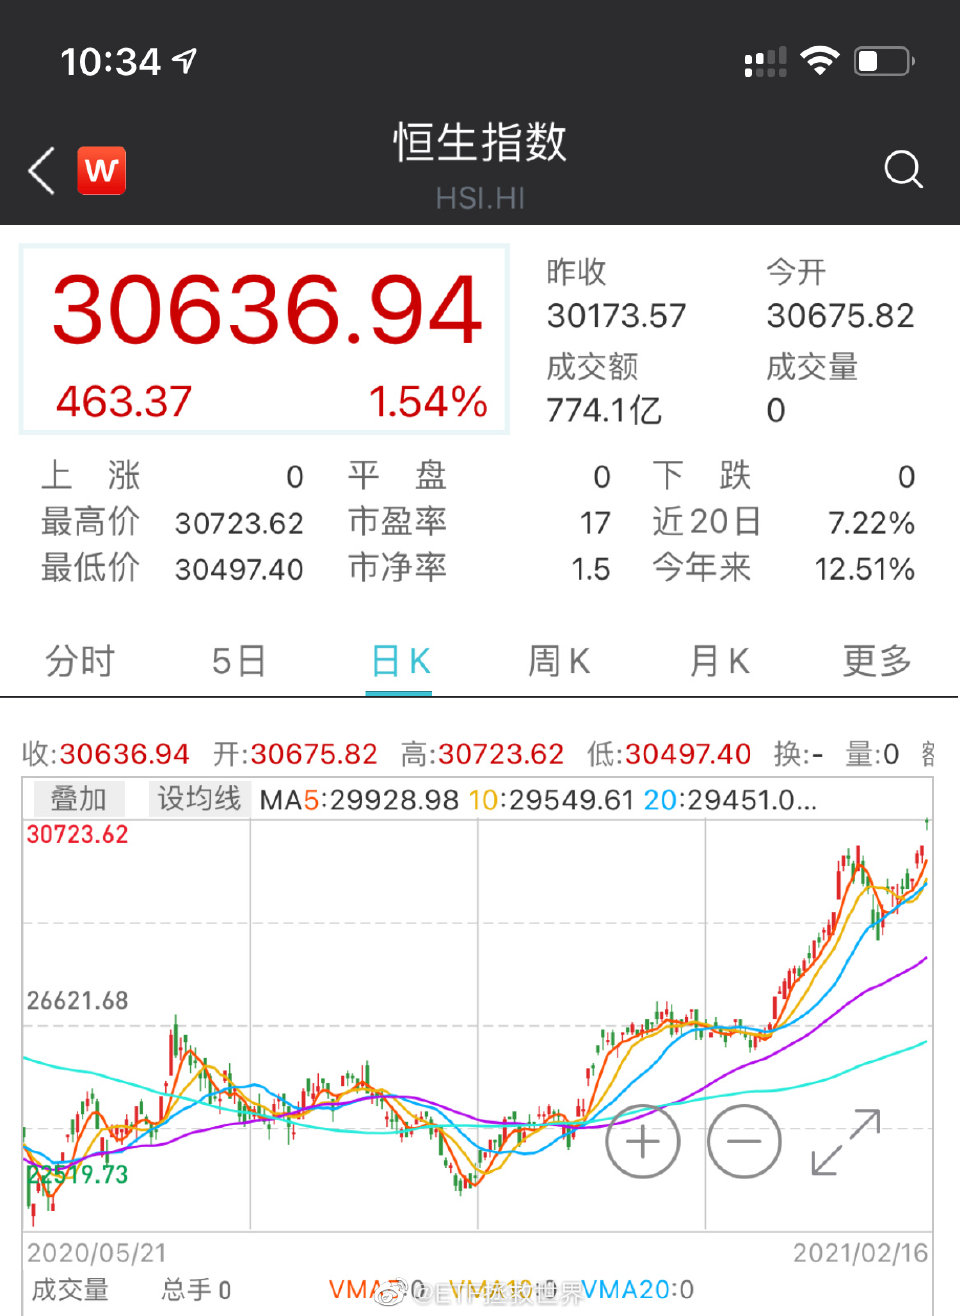 10:34
恒生指数
W
HSI.HI
30636.94
463.37 1.54%
昨收 今开
30173.57 30675.82
成交额 成交量
774.1亿 0
上 涨 0 平 盘 0 下 跌 0
最高价 30723.62 市盈率 17 近20日 7.22%
最低价 30497.40 市净率 1.5 今年来 12.51%
分时 5日 日K 周K 月K 更多
收:30636.94 开:30675.82 高:30723.62 低:30497.40 换:- 量:0
叠加 设均线 MA5:29928.98 10:29549.61 20:29451.0...
30723.62
26621.68
22519.73
2020/05/21 2021/02/16
成交量 总手 0 VMA5:0 VMA10:0 VMA20:0
@ETF拯救世界